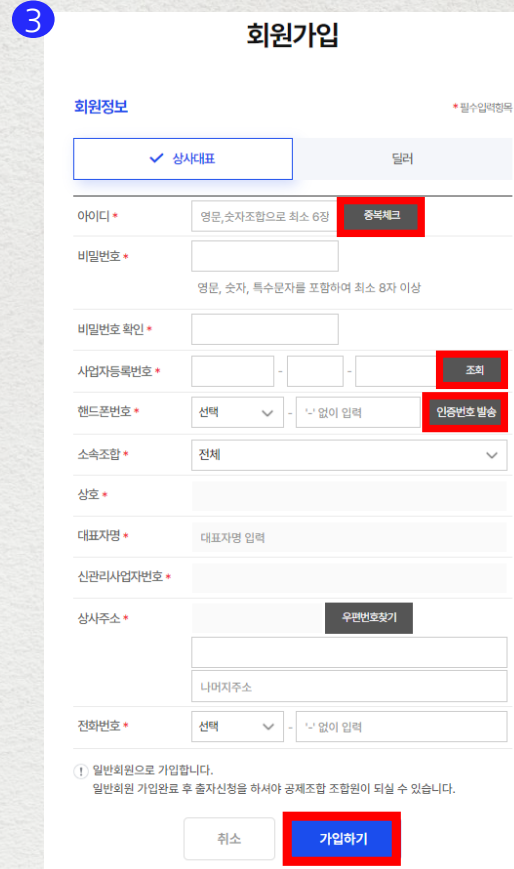 3
회원가입
회원정보
* 필수입력항목
✓ 상사대표 딜러
아이디 * 영문,숫자조합으로 최소 6장 중복체크
비밀번호 *
영문, 숫자, 특수문자를 포함하여 최소 8자 이상
비밀번호 확인 *
사업자등록번호 * - - 조회
핸드폰번호 * 선택 - '-' 없이 입력 인증번호 발송
소속조합 * 전체
상호 *
대표자명 * 대표자명 입력
신관리사업자번호 *
상사주소 * 우편번호찾기
나머지주소
전화번호 * 선택 - '-' 없이 입력
! 일반회원으로 가입합니다.
일반회원 가입완료 후 출자신청을 하셔야 공제조합 조합원이 되실 수 있습니다.
취소 가입하기